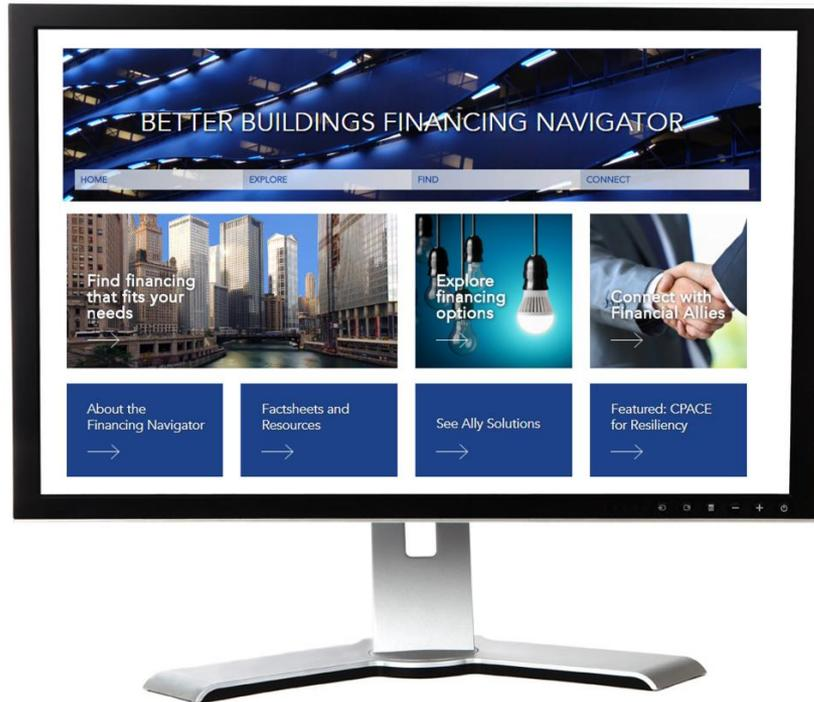 BETTER BUILDINGS FINANCING NAVIGATOR
HOME EXPLORE FIND CONNECT
Find financing
that fits your
needs
Explore
financing
options
Connect with
Financial Allies
About the
Financing Navigator
Factsheets and
Resources
See Ally Solutions
Featured: CPACE
for Resiliency